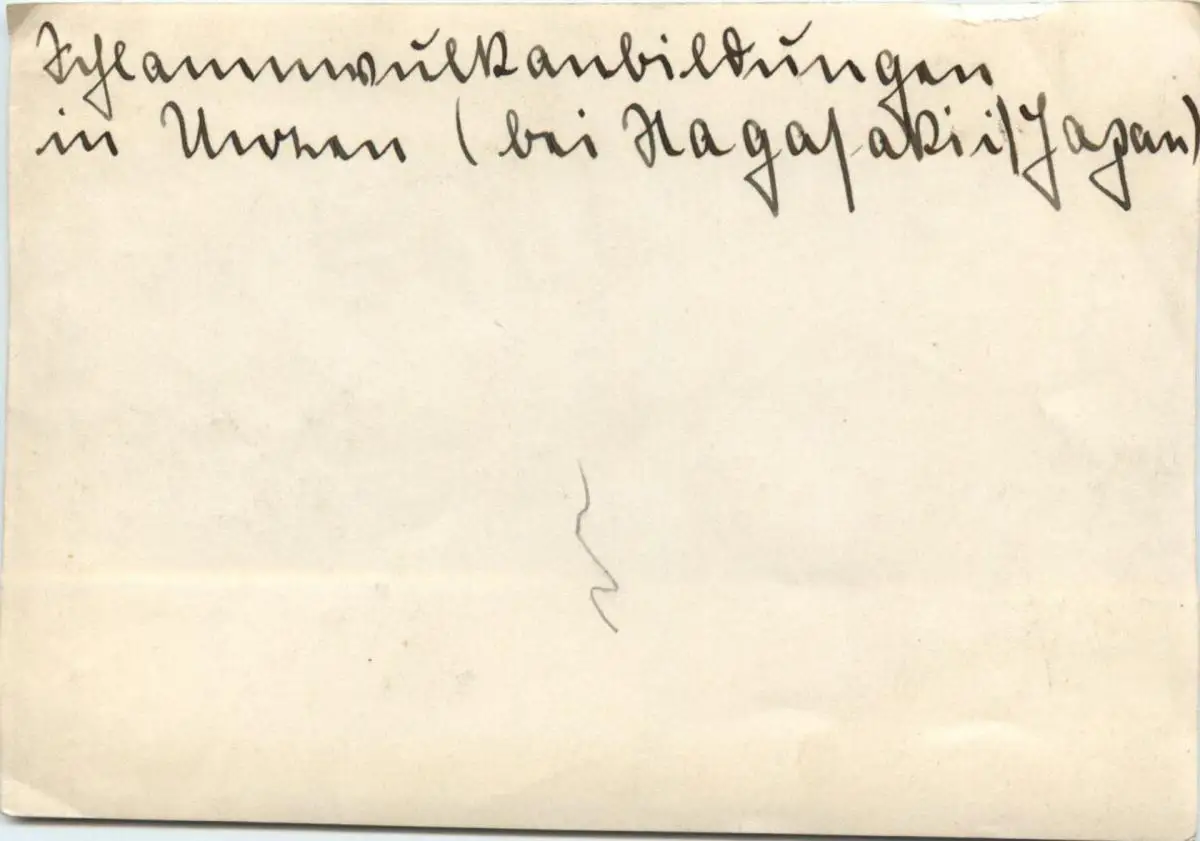 Schlammvulkanbildungen
in Unzen (bei Nagasaki i/Japan)